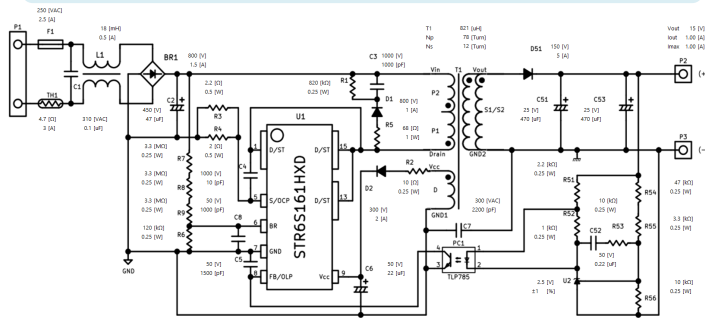 250 [VAC]
2.5 [A]
18 [mH]
0.5 [A]
T1 821 [uH]
Np 78 [Turn]
Ns 12 [Turn]
Vout 15 [V]
Iout 1.00 [A]
Imax 1.00 [A]
P1
F1
L1
BR1
800 [V]
1.5 [A]
C3
1000 [V]
1000 [pF]
150 [V]
5 [A]
D51
Vin
T1
Vout
P2
(+
C1
TH1
4.7 [Ω]
3 [A]
310 [VAC]
0.1 [uF]
C2
450 [V]
47 [uF]
2.2 [Ω]
0.5 [W]
R3
R4
2.2 [Ω]
0.5 [W]
820 [kΩ]
0.25 [W]
R1
D1
R5
800 [V]
1 [A]
68 [Ω]
1 [W]
P2
P1
S1/S2
Drain
GND2
C51
25 [V]
470 [uF]
C53
25 [V]
470 [uF]
P3
(-
U1
STR6S161HXD
1
D/ST
D/ST
15
5
S/OCP
D/ST
13
6
BR
7
GND
8
FB/OLP
Vcc
9
3.3 [MΩ]
0.25 [W]
R7
3.3 [MΩ]
0.25 [W]
R8
3.3 [MΩ]
0.25 [W]
R9
120 [kΩ]
0.25 [W]
R6
C4
1000 [V]
10 [pF]
50 [V]
1000 [pF]
C8
C5
50 [V]
1500 [pF]
GND
D2
300 [V]
2 [A]
R2
10 [Ω]
0.25 [W]
Vcc
D
GND1
C6
50 [V]
22 [uF]
300 [VAC]
2200 [pF]
C7
PC1
4
3
1
2
TLP785
2.2 [kΩ]
0.25 [W]
R51
R52
1 [kΩ]
0.25 [W]
10 [kΩ]
0.25 [W]
C52
R53
50 [V]
0.22 [uF]
R54
47 [kΩ]
0.25 [W]
R55
3.3 [kΩ]
0.25 [W]
U2
2.5 [V]
±1 [%]
R56
10 [kΩ]
0.25 [W]